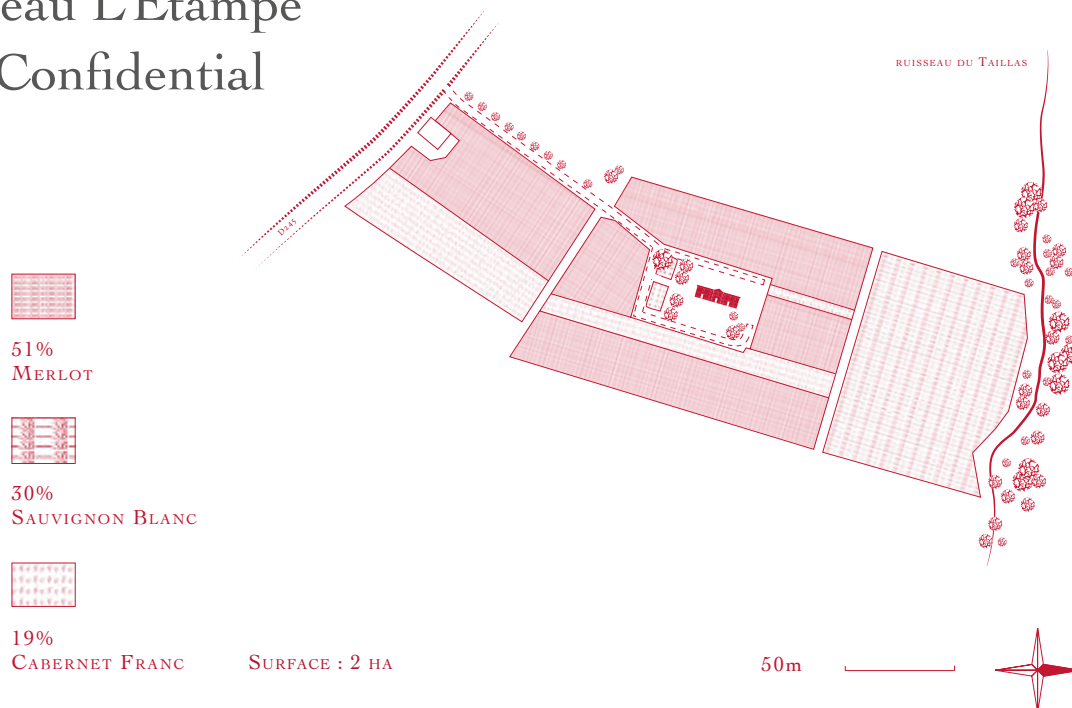 eau L'Etampe
Confidential
RUISSEAU DU TAILLAS
D245
51%
MERLOT
30%
SAUVIGNON BLANC
19%
CABERNET FRANC
SURFACE : 2 HA
50m